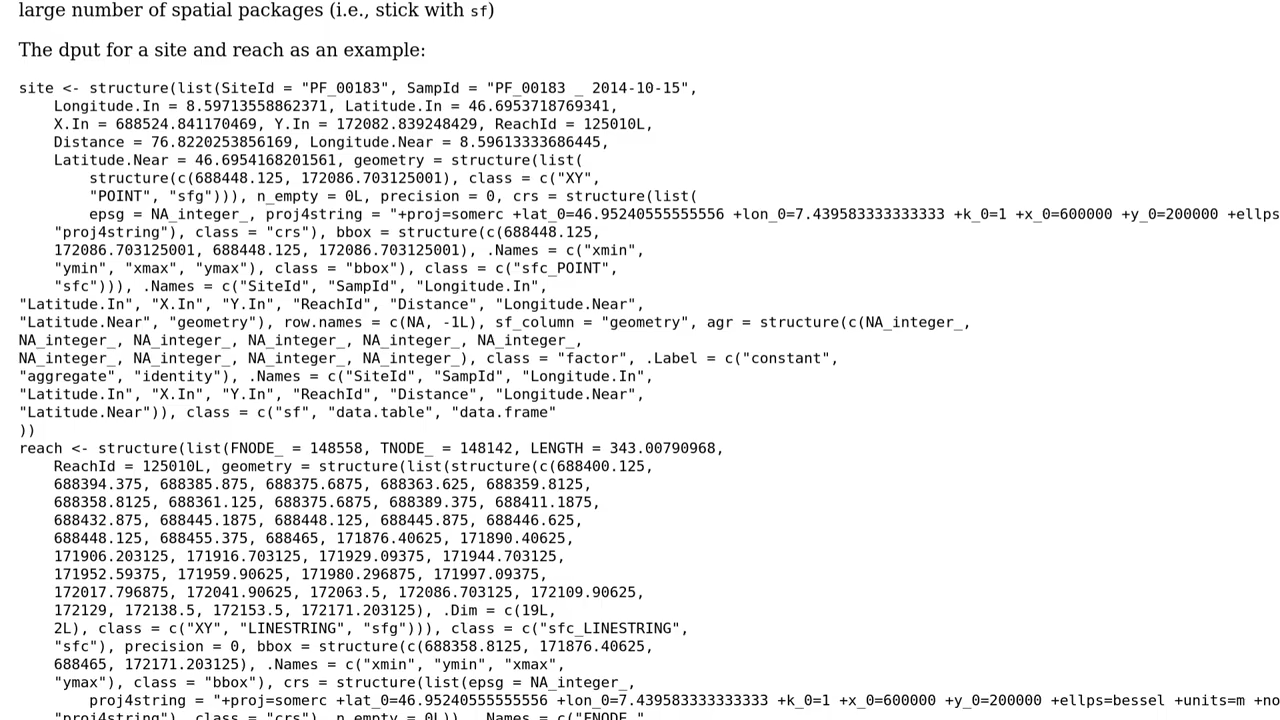 large number of spatial packages (i.e., stick with sf)
The dput for a site and reach as an example:
site <- structure(list(SiteId = "PF_00183", SampId = "PF_00183 _ 2014-10-15",
    Longitude.In = 8.59713558862371, Latitude.In = 46.6953718769341,
    X.In = 688524.841170469, Y.In = 172082.839248429, ReachId = 125010L,
    Distance = 76.8220253856169, Longitude.Near = 8.59613333686445,
    Latitude.Near = 46.6954168201561, geometry = structure(list(
        structure(c(688448.125, 172086.703125001), class = c("XY",
        "POINT", "sfg"))), n_empty = 0L, precision = 0, crs = structure(list(
        epsg = NA_integer_, proj4string = "+proj=somerc +lat_0=46.95240555555556 +lon_0=7.439583333333333 +k_0=1 +x_0=600000 +y_0=200000 +ellps
    "proj4string"), class = "crs"), bbox = structure(c(688448.125,
    172086.703125001, 688448.125, 172086.703125001), .Names = c("xmin",
    "ymin", "xmax", "ymax"), class = "bbox"), class = c("sfc_POINT",
    "sfc"))), .Names = c("SiteId", "SampId", "Longitude.In",
"Latitude.In", "X.In", "Y.In", "ReachId", "Distance", "Longitude.Near",
"Latitude.Near", "geometry"), row.names = c(NA, -1L), sf_column = "geometry", agr = structure(c(NA_integer_,
NA_integer_, NA_integer_, NA_integer_, NA_integer_, NA_integer_,
NA_integer_, NA_integer_, NA_integer_, NA_integer_), class = "factor", .Label = c("constant",
"aggregate", "identity"), .Names = c("SiteId", "SampId", "Longitude.In",
"Latitude.In", "X.In", "Y.In", "ReachId", "Distance", "Longitude.Near",
"Latitude.Near")), class = c("sf", "data.table", "data.frame"
))
reach <- structure(list(FNODE_ = 148558, TNODE_ = 148142, LENGTH = 343.00790968,
    ReachId = 125010L, geometry = structure(list(structure(c(688400.125,
    688394.375, 688385.875, 688375.6875, 688363.625, 688359.8125,
    688358.8125, 688361.125, 688375.6875, 688389.375, 688411.1875,
    688432.875, 688445.1875, 688448.125, 688445.875, 688446.625,
    688448.125, 688455.375, 688465, 171876.40625, 171890.40625,
    171906.203125, 171916.703125, 171929.09375, 171944.703125,
    171952.59375, 171959.90625, 171980.296875, 171997.09375,
    172017.796875, 172041.90625, 172063.5, 172086.703125, 172109.90625,
    172129, 172138.5, 172153.5, 172171.203125), .Dim = c(19L,
    2L), class = c("XY", "LINESTRING", "sfg"))), class = c("sfc_LINESTRING",
    "sfc"), precision = 0, bbox = structure(c(688358.8125, 171876.40625,
    688465, 172171.203125), .Names = c("xmin", "ymin", "xmax",
    "ymax"), class = "bbox"), crs = structure(list(epsg = NA_integer_,
        proj4string = "+proj=somerc +lat_0=46.95240555555556 +lon_0=7.439583333333333 +k_0=1 +x_0=600000 +y_0=200000 +ellps=bessel +units=m +no
    "proj4string"), class = "crs"), n_empty = 0L)), .Names = c("FNODE_"